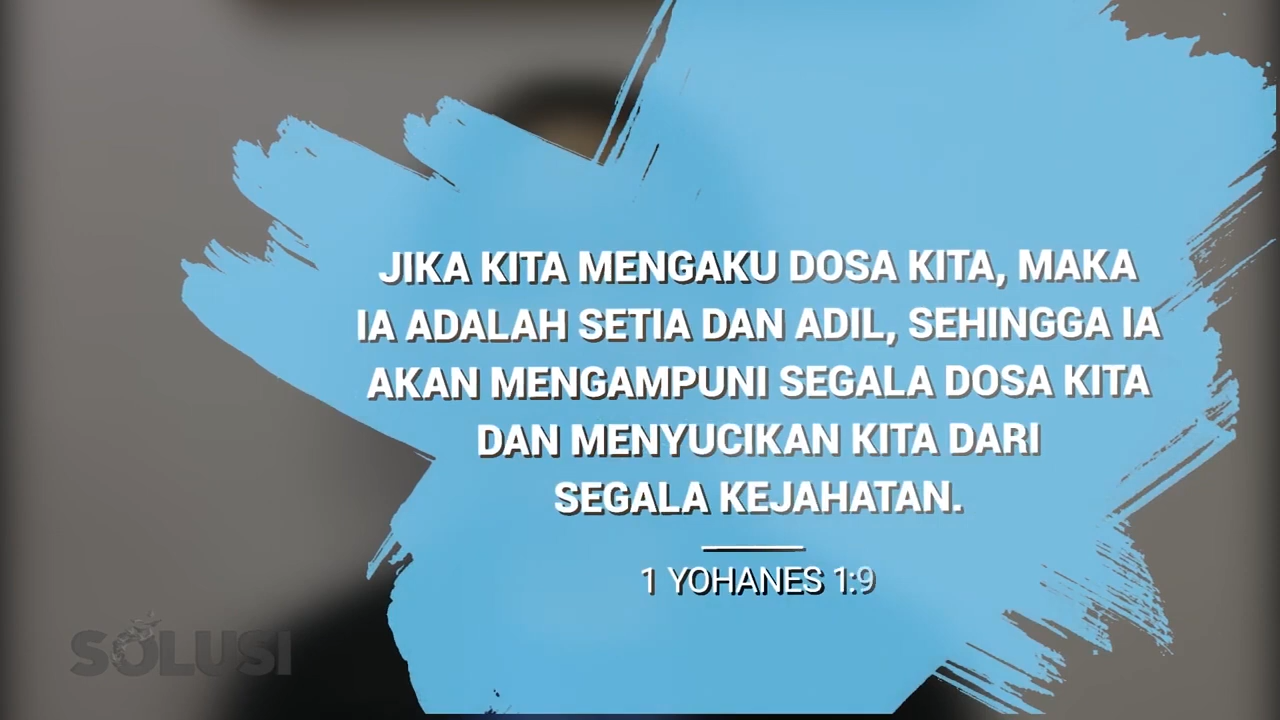 JIKA KITA MENGAKU DOSA KITA, MAKA
IA ADALAH SETIA DAN ADIL, SEHINGGA IA
AKAN MENGAMPUNI SEGALA DOSA KITA
DAN MENYUCIKAN KITA DARI
SEGALA KEJAHATAN.
1 YOHANES 1:9
SOLUSI